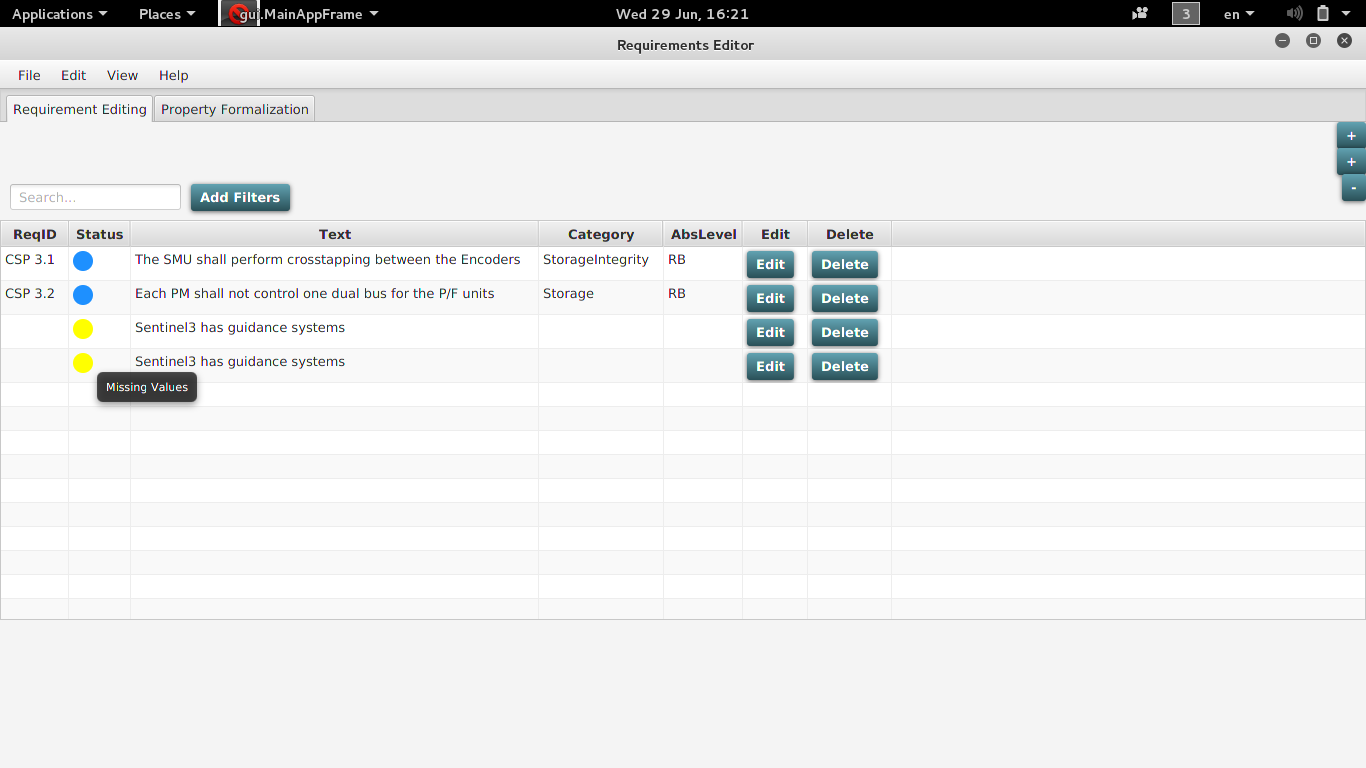 Applications Places gui.MainAppFrame Wed 29 Jun, 16:21 3 en
Requirements Editor
File Edit View Help
Requirement Editing Property Formalization
+
+
-
Search... Add Filters
ReqID Status Text Category AbsLevel Edit Delete
CSP 3.1 The SMU shall perform crosstapping between the Encoders StorageIntegrity RB Edit Delete
CSP 3.2 Each PM shall not control one dual bus for the P/F units Storage RB Edit Delete
Sentinel3 has guidance systems Edit Delete
Sentinel3 has guidance systems Edit Delete
Missing Values